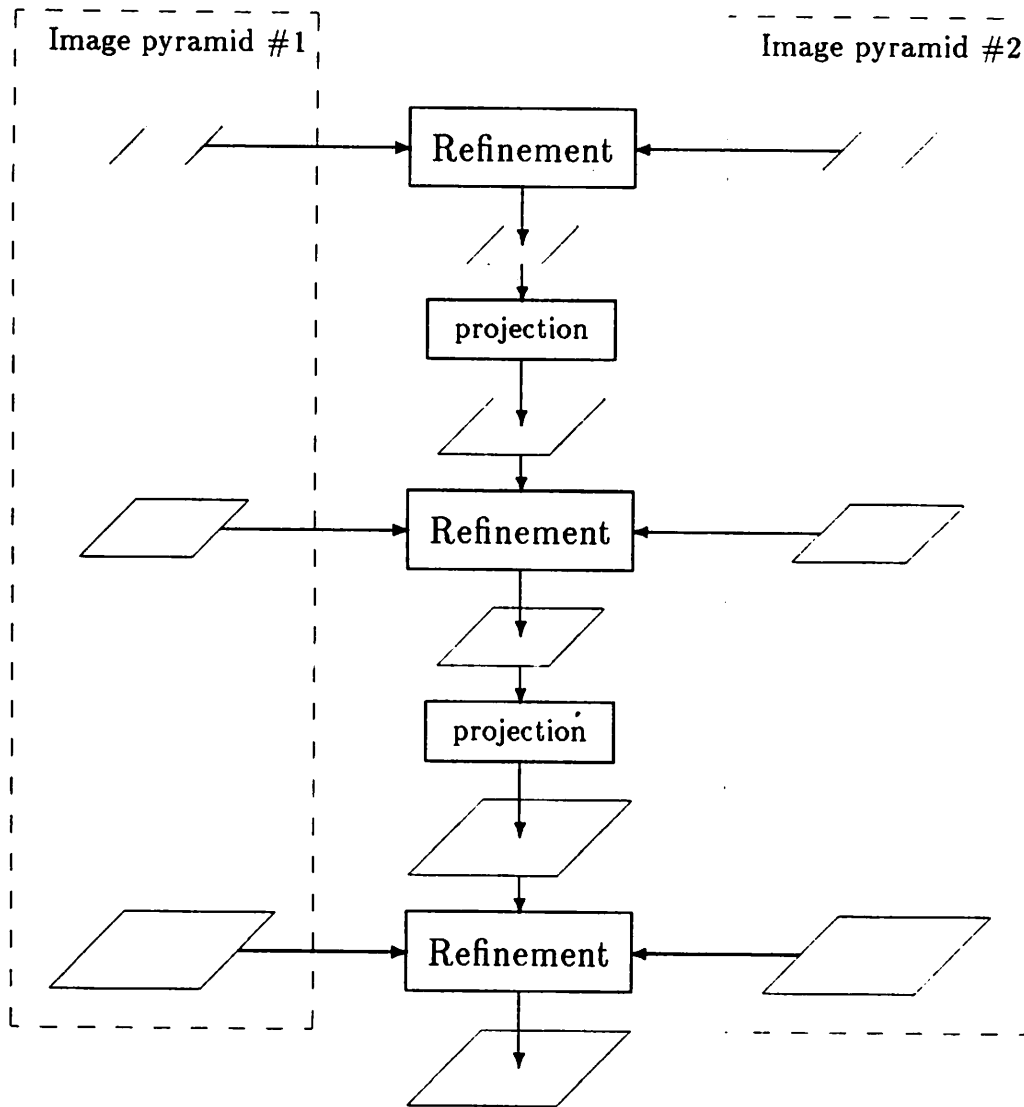 Image pyramid #1
Image pyramid #2
Refinement
projection
Refinement
projection
Refinement